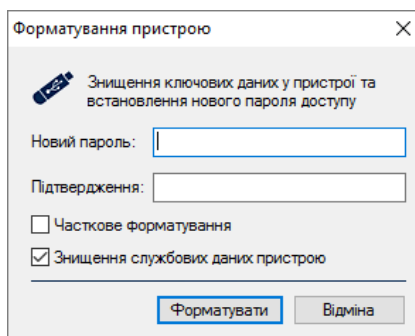 Форматування пристрою
Знищення ключових даних у пристрої та
встановлення нового пароля доступу
Новий пароль:
Підтвердження:
Часткове форматування
Знищення службових даних пристрою
Форматувати
Відміна